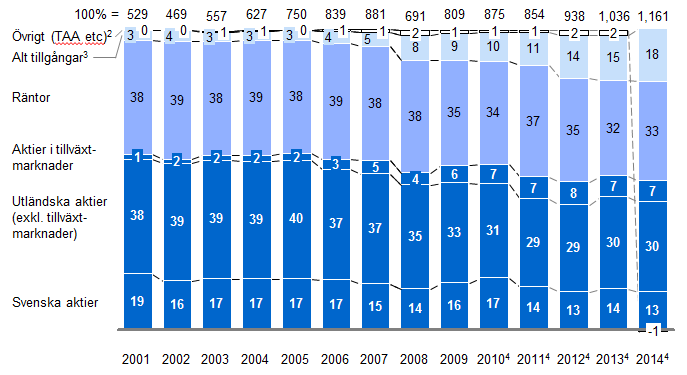 100% = 529 469 557 627 750 839 881 691 809 875 854 938 1,036 1,161
Övrigt (TAA etc)2 0 0 -1 -1 0 -1 -1 2 1 1 1 2 2
Alt tillgångar3 3 4 3 3 3 4 5 8 9 10 11 14 15 18
Räntor 38 39 38 39 38 39 38 38 35 34 37 35 32 33
Aktier i tillväxt-
marknader 1 2 2 2 2 3 5 4 6 7 7 8 7 7
Utländska aktier
(exkl. tillväxt-
marknader) 38 39 39 39 40 37 37 35 33 31 29 29 30 30
Svenska aktier 19 16 17 17 17 17 15 14 16 17 14 13 14 13
-1
2001 2002 2003 2004 2005 2006 2007 2008 2009 20104 20114 20124 20134 20144